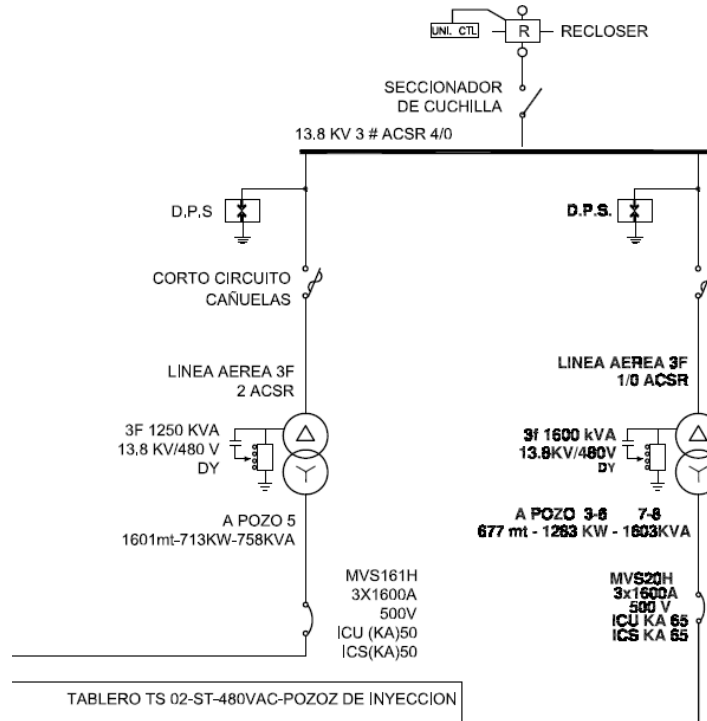 UNI. CTL
R
RECLOSER
SECCIONADOR
DE CUCHILLA
13.8 KV 3 # ACSR 4/0
D.P.S
D.P.S.
CORTO CIRCUITO
CAÑUELAS
LINEA AEREA 3F
2 ACSR
LINEA AEREA 3F
1/0 ACSR
3F 1250 KVA
13.8 KV/480 V
DY
3f 1600 kVA
13.8KV/480V
DY
A POZO 5
1601mt-713KW-758KVA
A POZO 3-6 7-8
677 mt - 1283 KW - 1603KVA
MVS161H
3X1600A
500V
ICU (KA)50
ICS(KA)50
MVS20H
3x1600A
500 V
ICU KA 65
ICS KA 65
TABLERO TS 02-ST-480VAC-POZOZ DE INYECCION